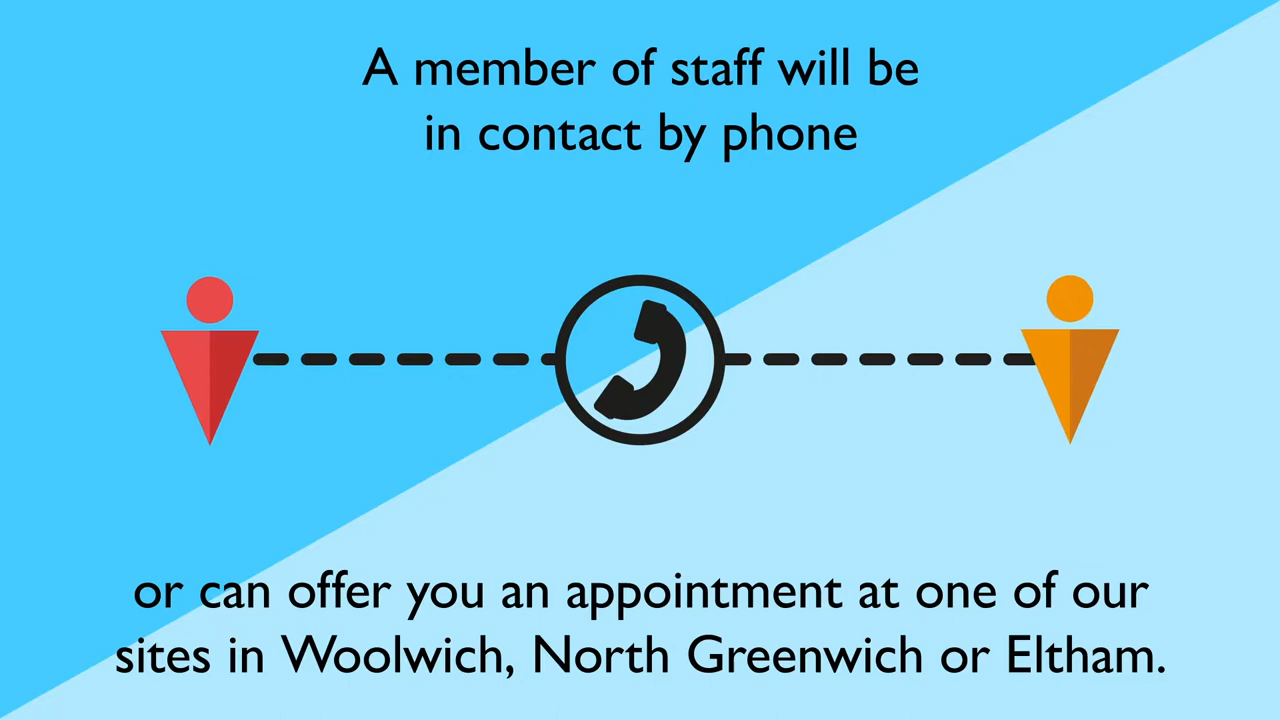 A member of staff will be
in contact by phone
or can offer you an appointment at one of our
sites in Woolwich, North Greenwich or Eltham.